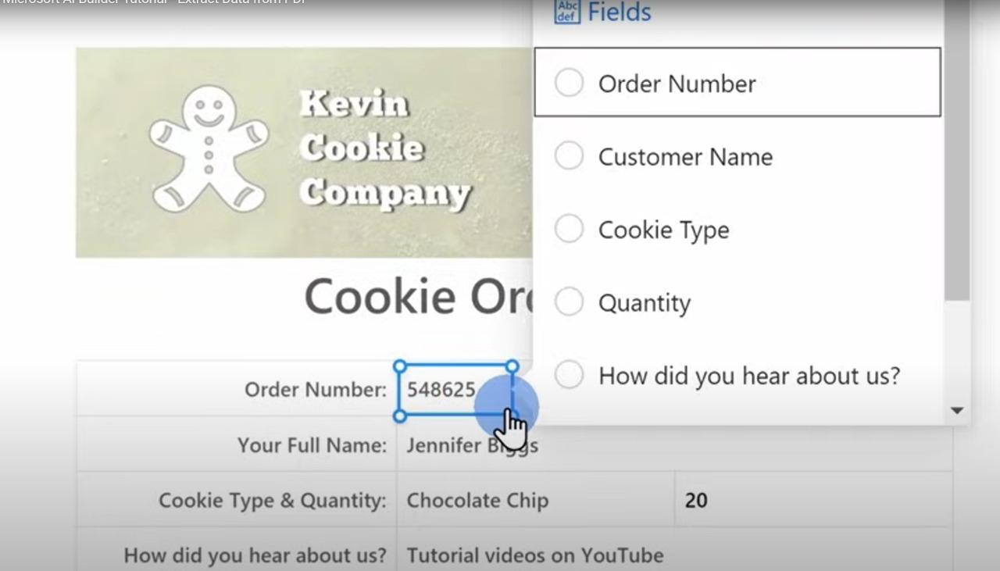 Microsoft AI Builder Tutorial - Extract Data from PDF
Abc
def
Fields
Order Number
Customer Name
Cookie Type
Quantity
How did you hear about us?
Kevin
Cookie
Company
Cookie
Order Number: 548625
Your Full Name: Jennifer Biggs
Cookie Type & Quantity: Chocolate Chip 20
How did you hear about us? Tutorial videos on YouTube